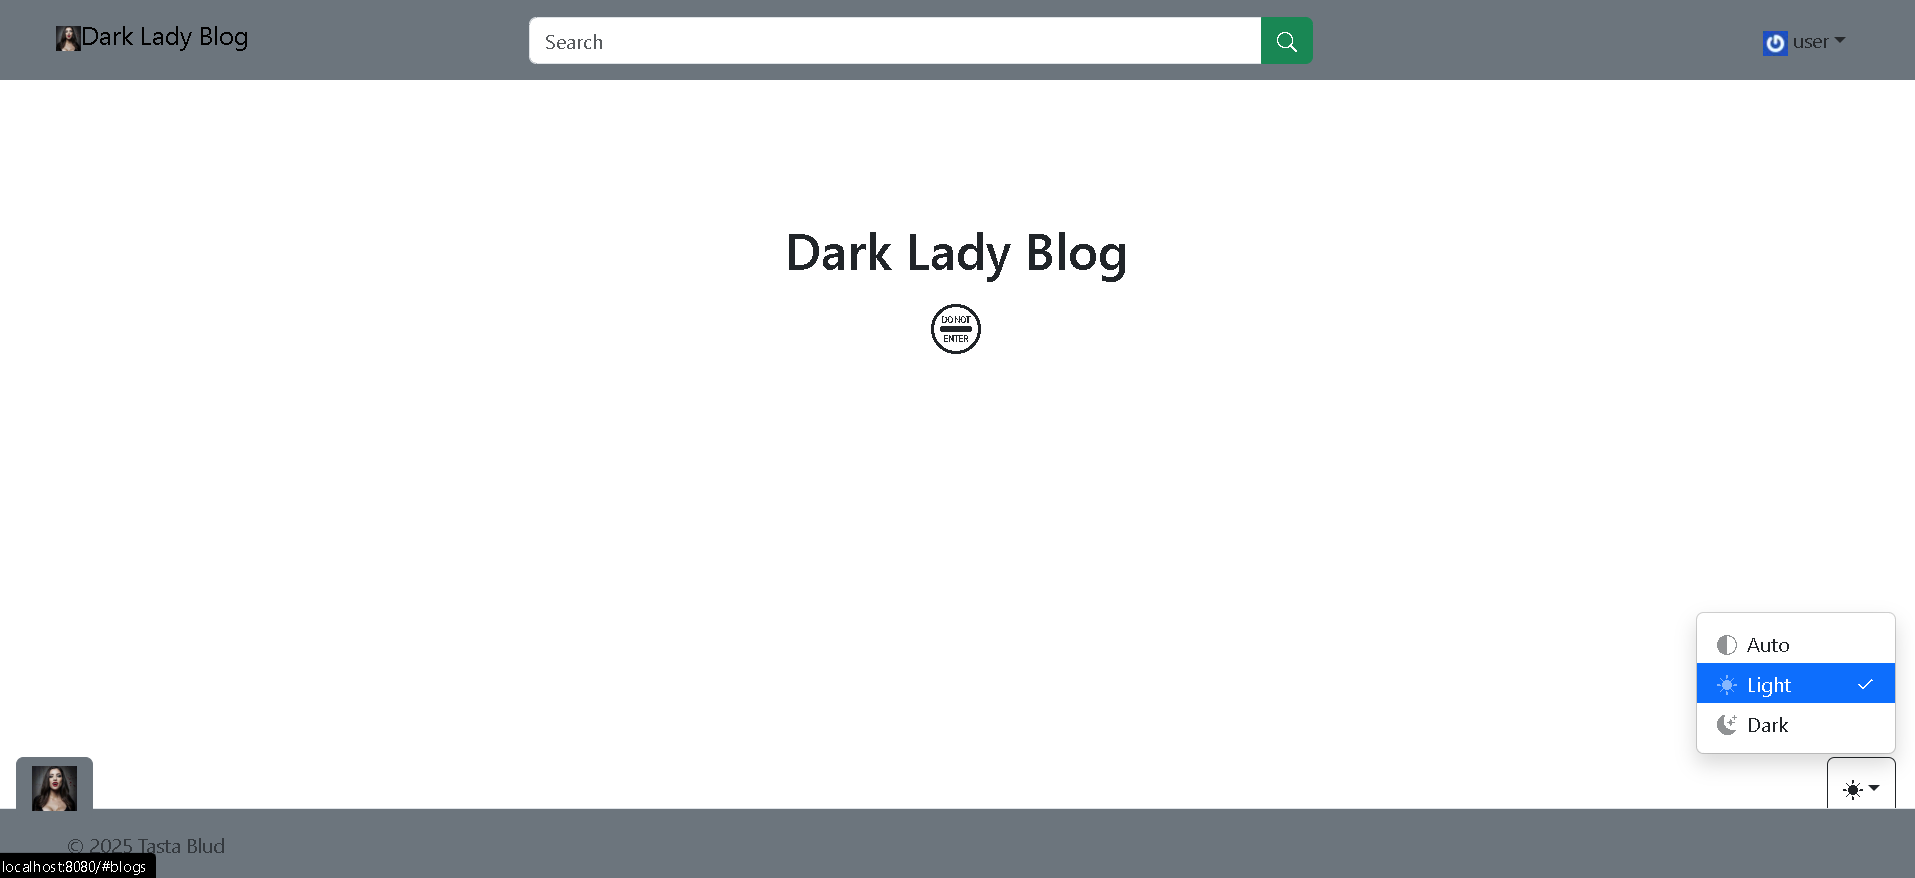 Dark Lady Blog
Search
user
Dark Lady Blog
DO NOT
ENTER
Auto
Light
Dark
© 2025 Tasta Blud
localhost:8080/#blogs